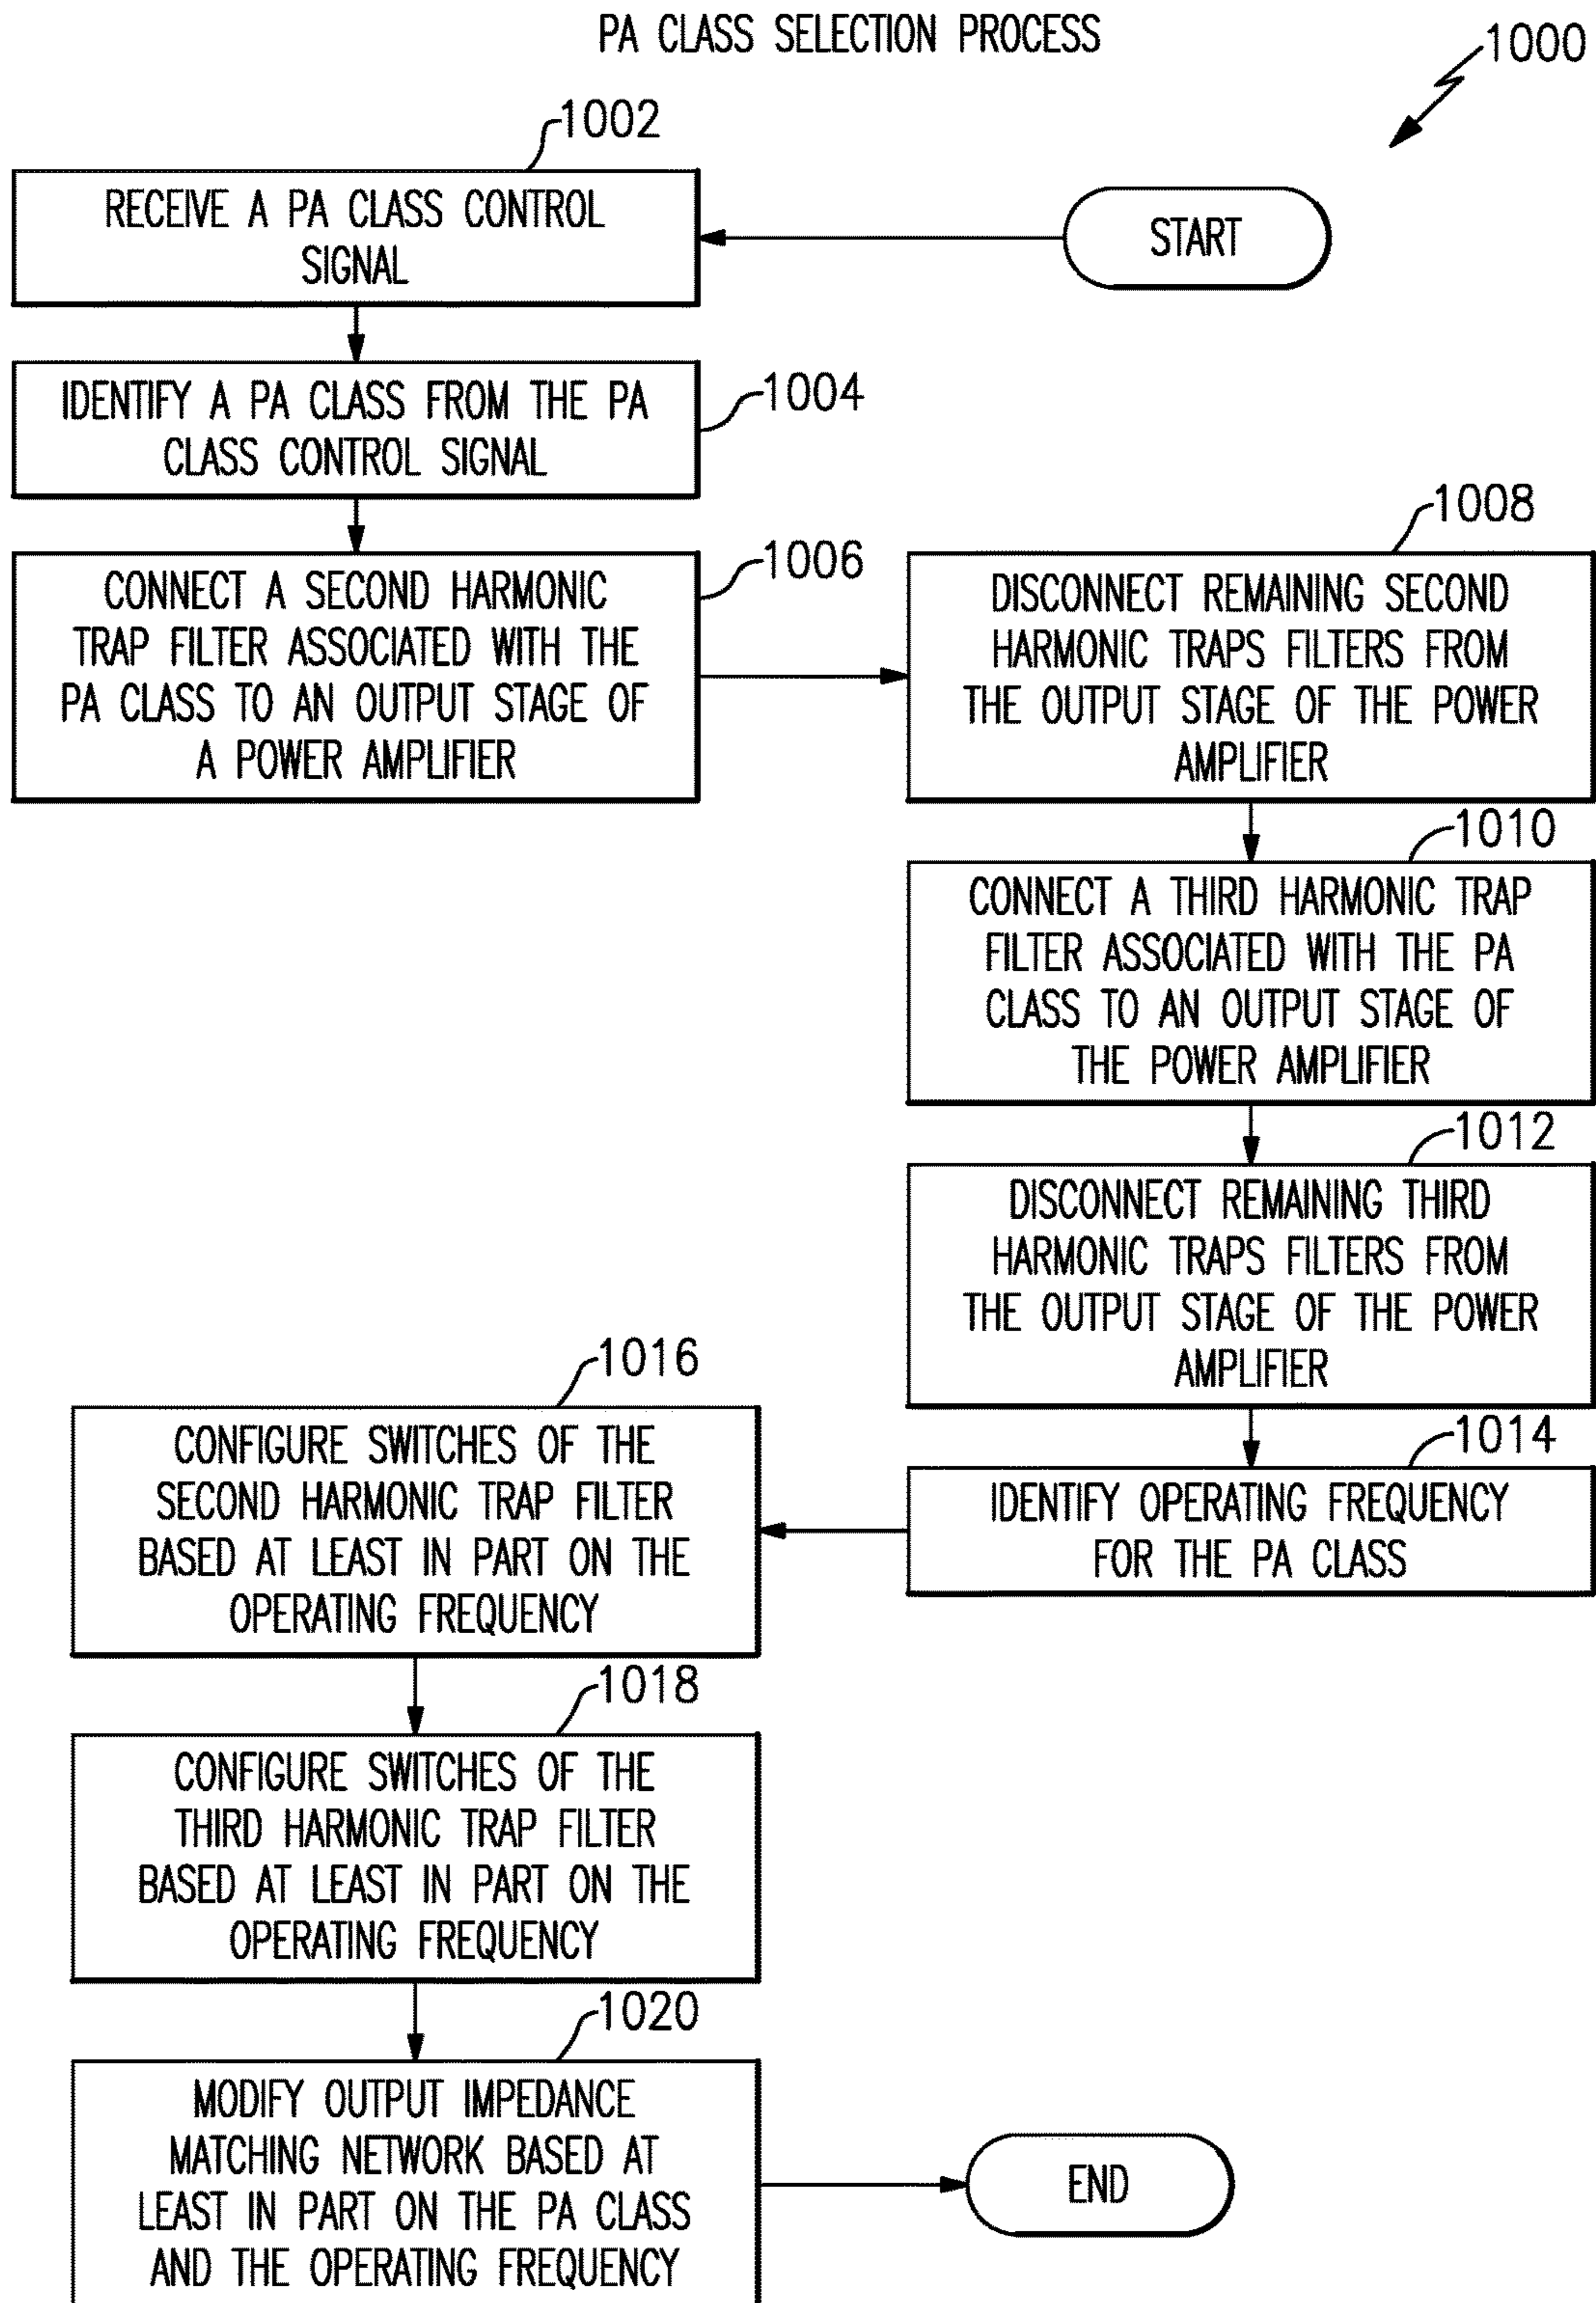 PA CLASS SELECTION PROCESS
1000
1002
RECEIVE A PA CLASS CONTROL
SIGNAL
START
IDENTIFY A PA CLASS FROM THE PA
CLASS CONTROL SIGNAL
1004
CONNECT A SECOND HARMONIC
TRAP FILTER ASSOCIATED WITH THE
PA CLASS TO AN OUTPUT STAGE OF
A POWER AMPLIFIER
1006
1008
DISCONNECT REMAINING SECOND
HARMONIC TRAPS FILTERS FROM
THE OUTPUT STAGE OF THE POWER
AMPLIFIER
1010
CONNECT A THIRD HARMONIC TRAP
FILTER ASSOCIATED WITH THE PA
CLASS TO AN OUTPUT STAGE OF
THE POWER AMPLIFIER
1012
DISCONNECT REMAINING THIRD
HARMONIC TRAPS FILTERS FROM
THE OUTPUT STAGE OF THE POWER
AMPLIFIER
1014
IDENTIFY OPERATING FREQUENCY
FOR THE PA CLASS
1016
CONFIGURE SWITCHES OF THE
SECOND HARMONIC TRAP FILTER
BASED AT LEAST IN PART ON THE
OPERATING FREQUENCY
1018
CONFIGURE SWITCHES OF THE
THIRD HARMONIC TRAP FILTER
BASED AT LEAST IN PART ON THE
OPERATING FREQUENCY
1020
MODIFY OUTPUT IMPEDANCE
MATCHING NETWORK BASED AT
LEAST IN PART ON THE PA CLASS
AND THE OPERATING FREQUENCY
END